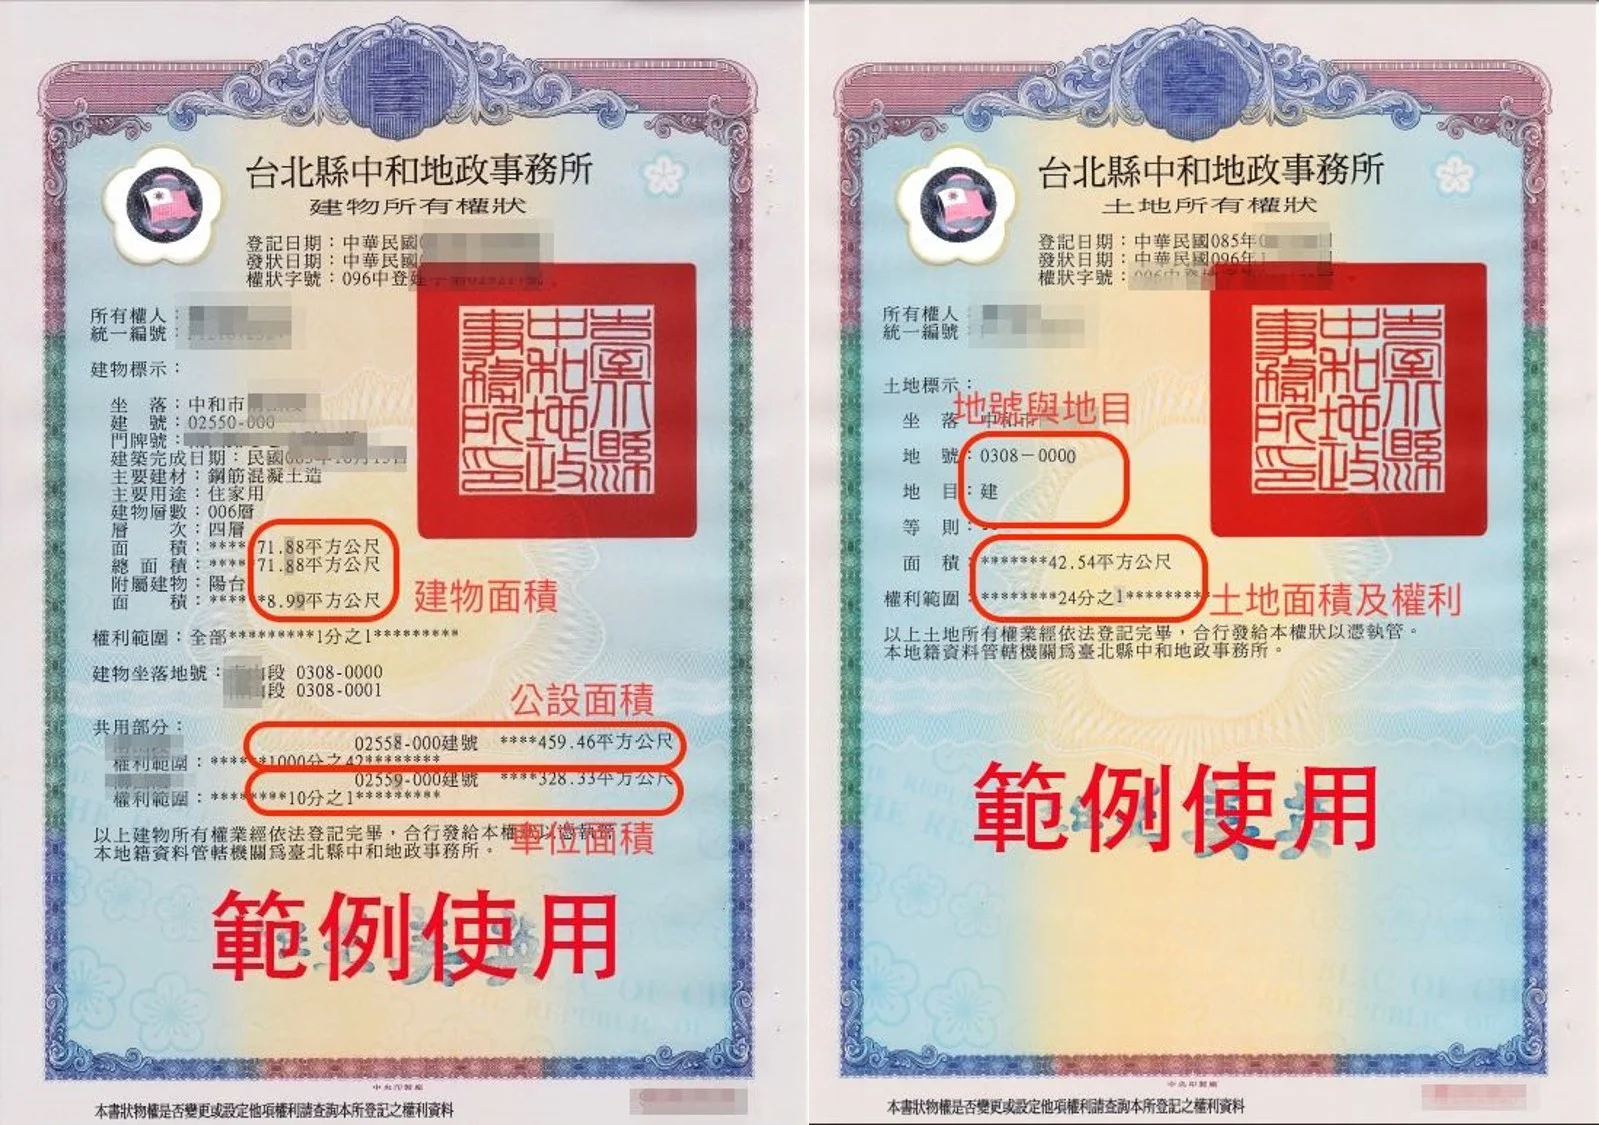 台北縣中和地政事務所
建物所有權狀
登記日期：中華民國
發狀日期：中華民國
權狀字號：096中登建
所有權人：
統一編號：
建物標示：
坐　落：中和市
建　號：02550-000
門牌號：
建築完成日期：民國
主要建材：鋼筋混凝土造
主要用途：住家用
建物層數：006層
層　次：四層
面　積：*****71.88平方公尺
總面積：*****71.88平方公尺
附屬建物：陽台
面　積：******8.99平方公尺
建物面積
權利範圍：全部*********1分之1*********
建物坐落地號：段 0308-0000
段 0308-0001
公設面積
共用部分：
02558-000建號　****459.46平方公尺
權利範圍：******1000分之42********
02559-000建號　****328.33平方公尺
權利範圍：********10分之1*********
車位面積
以上建物所有權業經依法登記完畢，合行發給本權以憑執
本地籍資料管轄機關為臺北縣中和地政事務所。
範例使用
中央印製廠
本書狀物權是否變更或設定他項權利請查詢本所登記之權利資料
臺北縣中和地政事務所印
台北縣中和地政事務所
土地所有權狀
登記日期：中華民國085年
發狀日期：中華民國096年
權狀字號：096中登地
所有權人：
統一編號：
土地標示：
地號與地目
坐　落：中和市
地　號：0308－0000
地　目：建
等　則：
面　積：*******42.54平方公尺
權利範圍：********24分之1********
土地面積及權利
以上土地所有權業經依法登記完畢，合行發給本權狀以憑執管。
本地籍資料管轄機關為臺北縣中和地政事務所。
範例使用
中央印製廠
本書狀物權是否變更或設定他項權利請查詢本所登記之權利資料
臺北縣中和地政事務所印